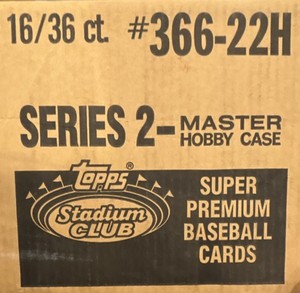 16/36 ct. #366-22H
SERIES 2- MASTER
HOBBY CASE
topps
Stadium
CLUB
SUPER
PREMIUM
BASEBALL
CARDS